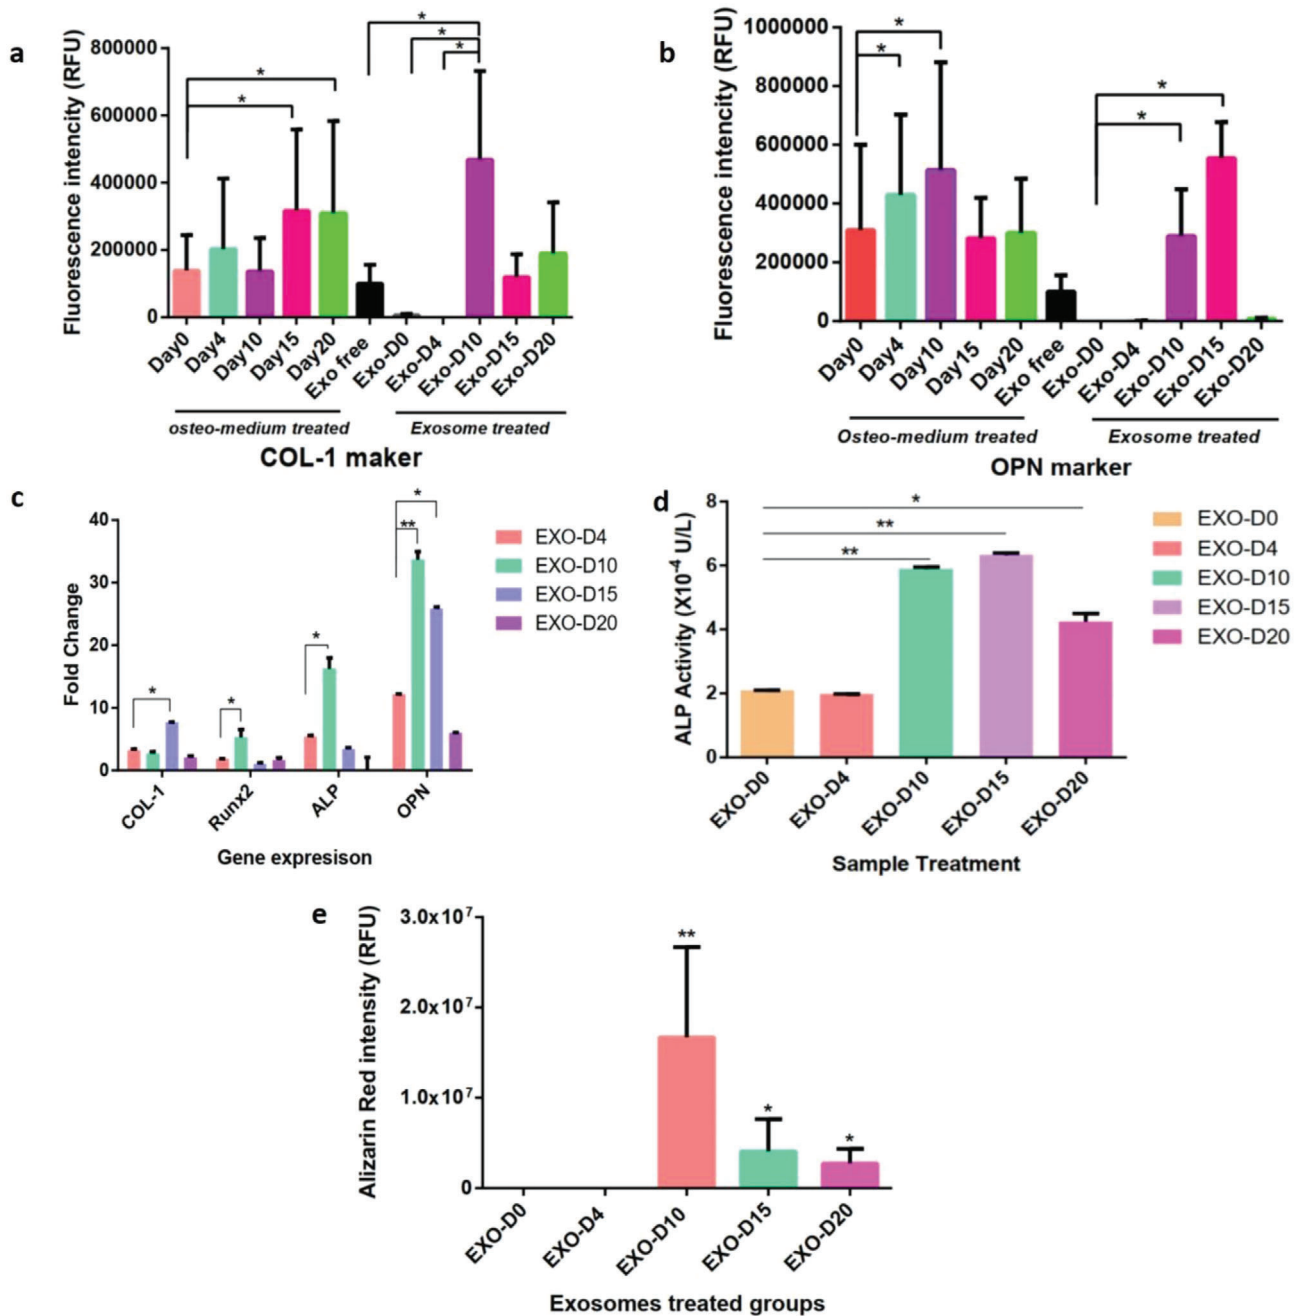 a
Fluorescence intencity (RFU)
800000
600000
400000
200000
0
*
*
*
*
*
Day0
Day4
Day10
Day15
Day20
Exo free
Exo-D0
Exo-D4
Exo-D10
Exo-D15
Exo-D20
osteo-medium treated
Exosome treated
COL-1 maker
b
Fluorescence intencity (RFU)
1000000
800000
600000
400000
200000
0
*
*
*
*
Day0
Day4
Day10
Day15
Day20
Exo free
Exo-D0
Exo-D4
Exo-D10
Exo-D15
Exo-D20
Osteo-medium treated
Exosome treated
OPN marker
c
Fold Change
40
30
20
10
0
*
*
*
**
*
COL-1
Runx2
ALP
OPN
Gene expresison
EXO-D4
EXO-D10
EXO-D15
EXO-D20
d
ALP Activity (X10⁻⁴ U/L)
8
6
4
2
0
*
**
**
EXO-D0
EXO-D4
EXO-D10
EXO-D15
EXO-D20
Sample Treatment
EXO-D0
EXO-D4
EXO-D10
EXO-D15
EXO-D20
e
Alizarin Red intensity (RFU)
3.0x10⁷
2.0x10⁷
1.0x10⁷
0
**
*
*
EXO-D0
EXO-D4
EXO-D10
EXO-D15
EXO-D20
Exosomes treated groups